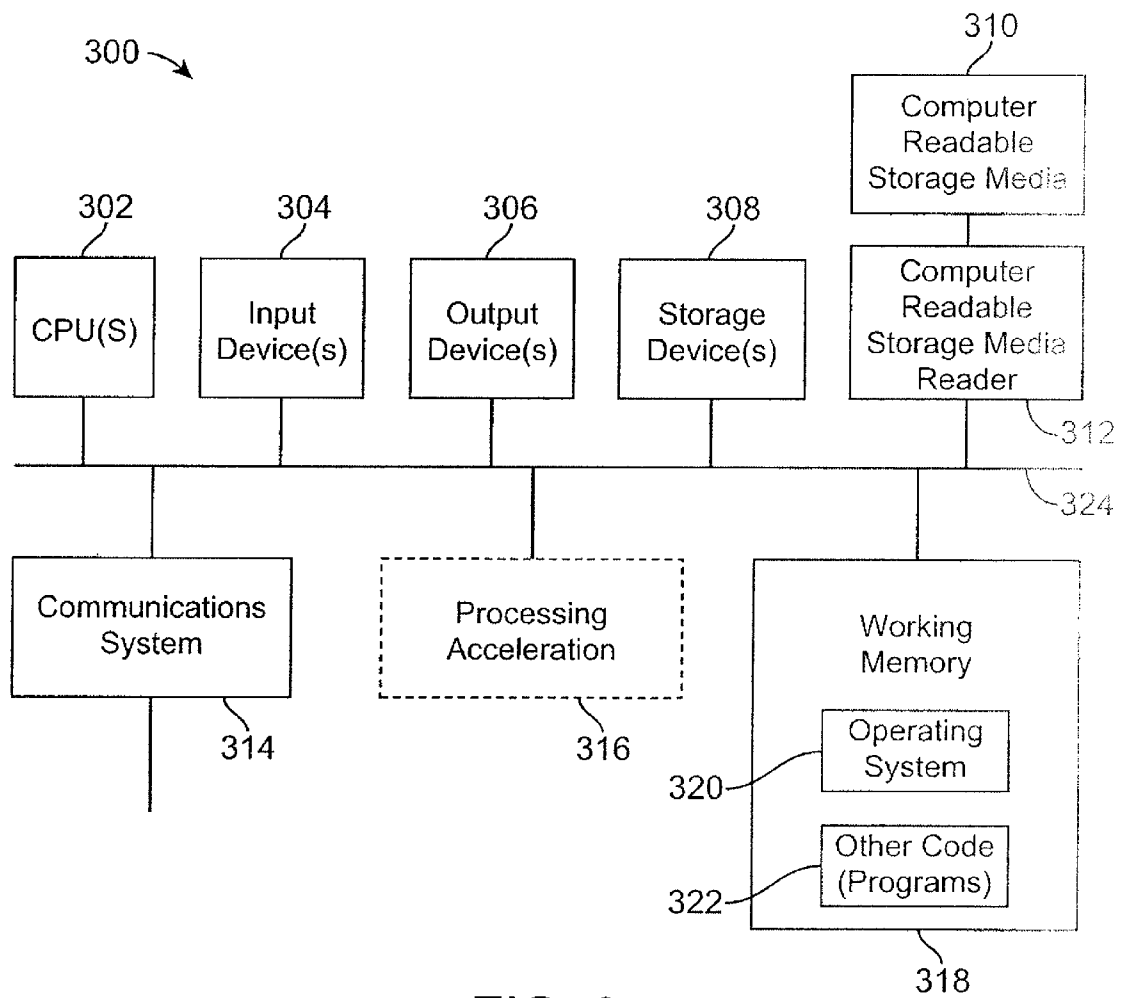 300
310
Computer
Readable
Storage Media
302
304
306
308
CPU(S)
Input
Device(s)
Output
Device(s)
Storage
Device(s)
Computer
Readable
Storage Media
Reader
312
324
Communications
System
314
Processing
Acceleration
316
Working
Memory
Operating
System
320
Other Code
(Programs)
322
318